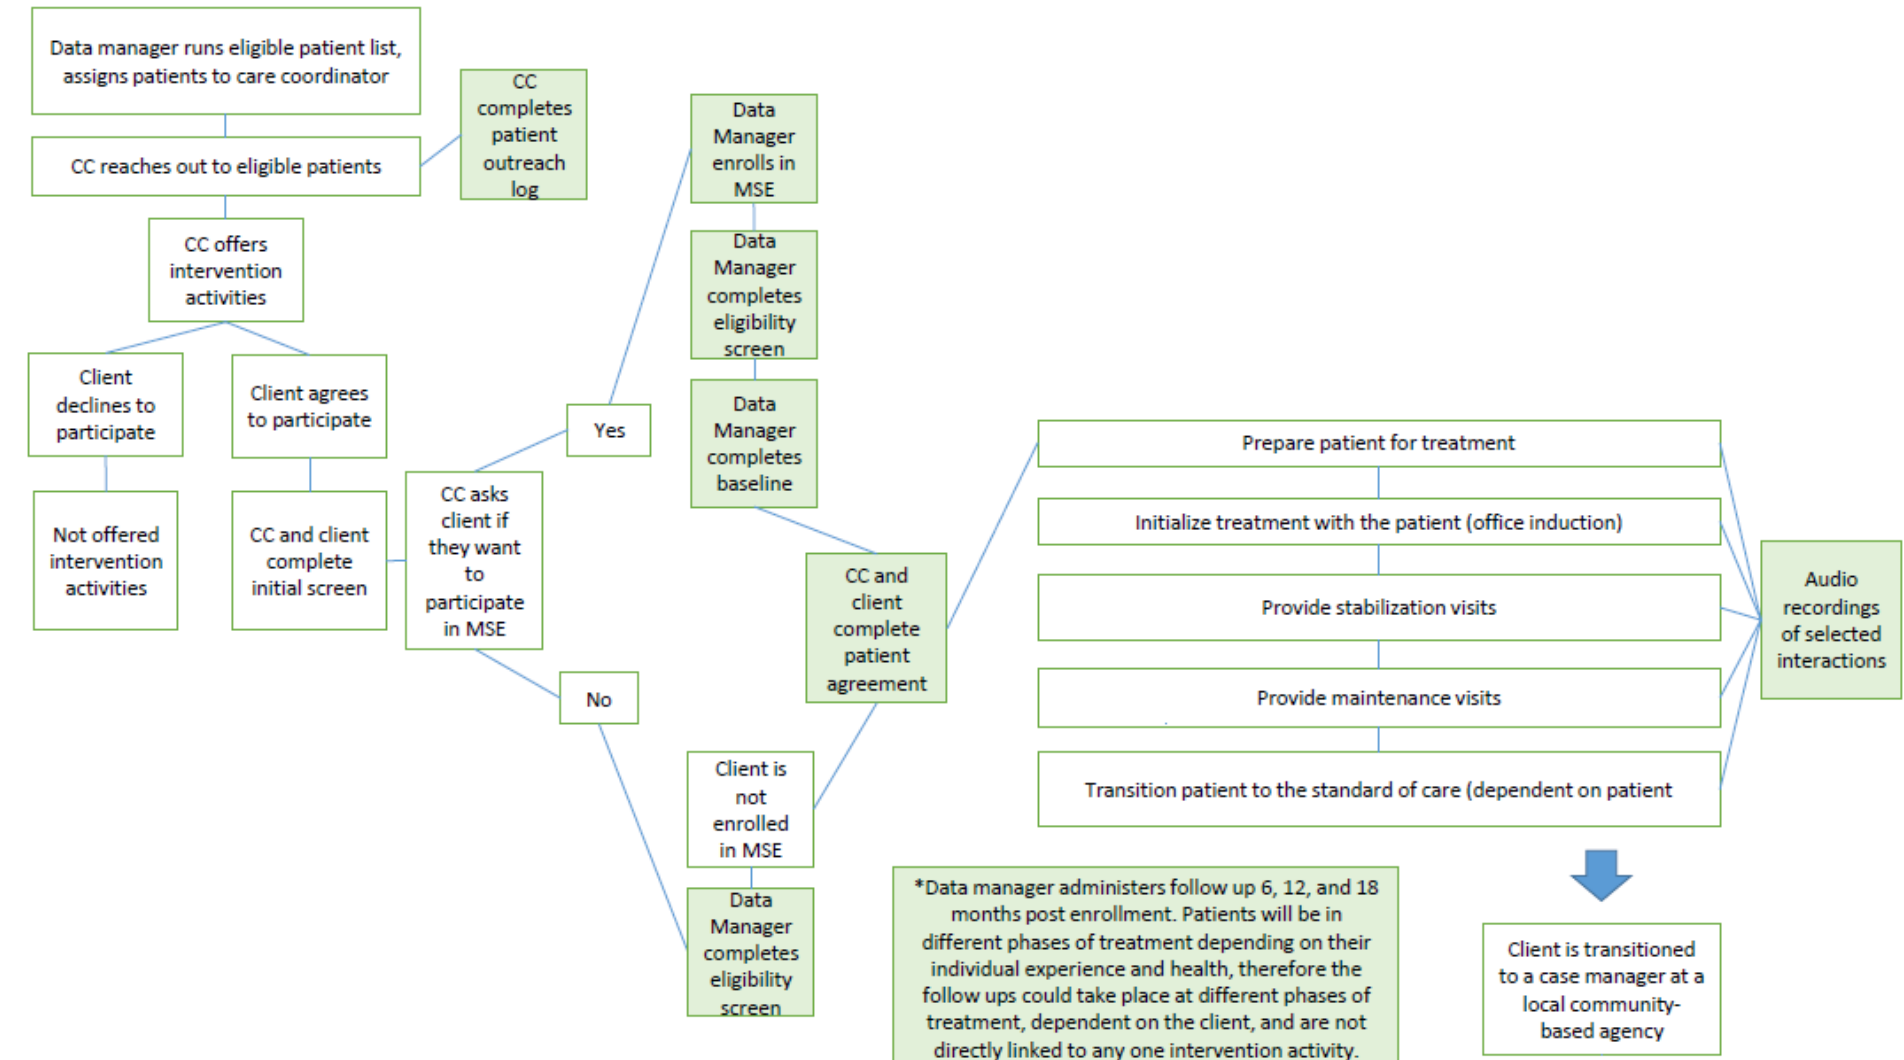 Data manager runs eligible patient list,
assigns patients to care coordinator
CC reaches out to eligible patients
CC
completes
patient
outreach
log
CC offers
intervention
activities
Client
declines to
participate
Client agrees
to participate
Not offered
intervention
activities
CC and client
complete
initial screen
CC asks
client if
they want
to
participate
in MSE
Yes
No
Data
Manager
enrolls in
MSE
Data
Manager
completes
eligibility
screen
Data
Manager
completes
baseline
Client is
not
enrolled
in MSE
Data
Manager
completes
eligibility
screen
CC and
client
complete
patient
agreement
Prepare patient for treatment
Initialize treatment with the patient (office induction)
Provide stabilization visits
Provide maintenance visits
Transition patient to the standard of care (dependent on patient
Audio
recordings
of selected
interactions
*Data manager administers follow up 6, 12, and 18
months post enrollment. Patients will be in
different phases of treatment depending on their
individual experience and health, therefore the
follow ups could take place at different phases of
treatment, dependent on the client, and are not
directly linked to any one intervention activity.
Client is transitioned
to a case manager at a
local community-
based agency